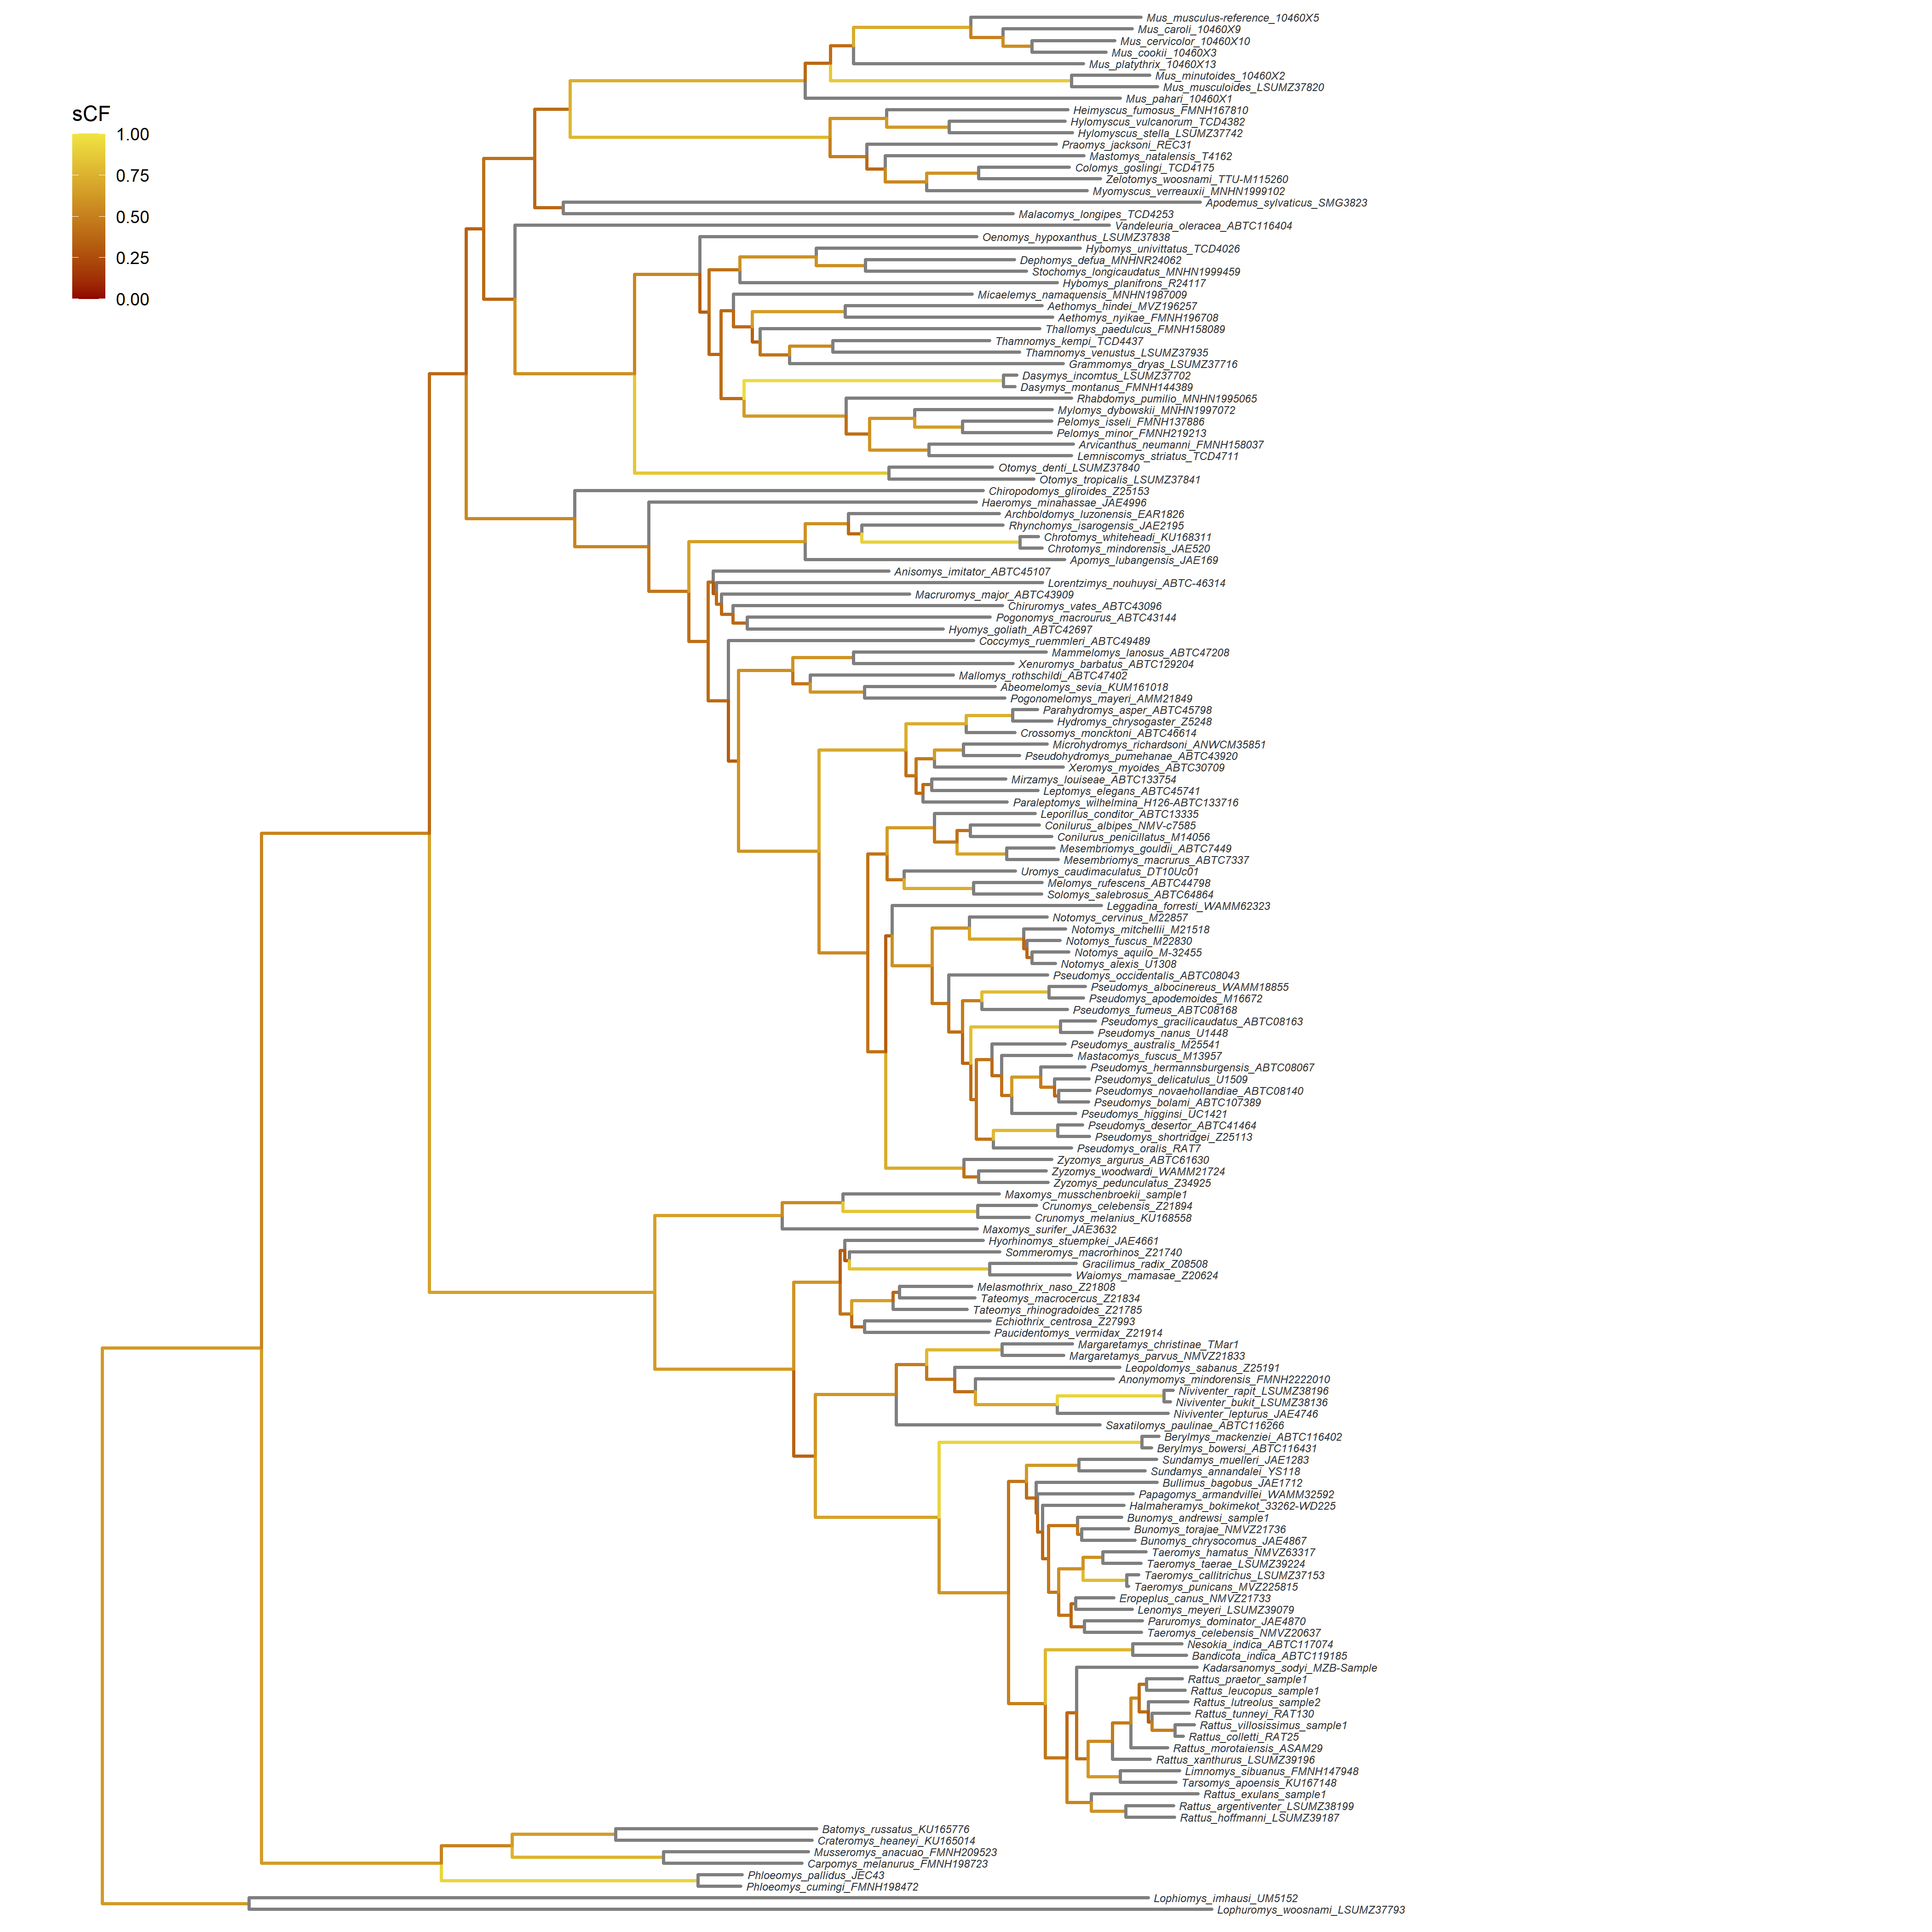 Mus_musculus-reference_10460X5
Mus_caroli_10460X9
Mus_cervicolor_10460X10
Mus_cookii_10460X3
Mus_platythrix_10460X13
Mus_minutoides_10460X2
Mus_musculoides_LSUMZ37820
Mus_pahari_10460X1
sCF
1.00
0.75
0.50
0.25
0.00
Heimyscus_fumosus_FMNH167810
Hylomyscus_vulcanorum_TCD4382
Hylomyscus_stella_LSUMZ37742
Praomys_jacksoni_REC31
Mastomys_natalensis_T4162
Colomys_goslingi_TCD4175
Zelotomys_woosnami_TTU-M115260
Myomyscus_verreauxii_MNHN1999102
Apodemus_sylvaticus_SMG3823
Malacomys_longipes_TCD4253
Vandeleuria_oleracea_ABTC116404
Oenomys_hypoxanthus_LSUMZ37838
Hybomys_univittatus_TCD4026
Dephomys_defua_MNHNR24062
Stochomys_longicaudatus_MNHN1999459
Hybomys_planifrons_R24117
Micaelemys_namaquensis_MNHN1987009
Aethomys_hindei_MVZ196257
Aethomys_nyikae_FMNH196708
Thallomys_paedulcus_FMNH158089
Thamnomys_kempi_TCD4437
Thamnomys_venustus_LSUMZ37935
Grammomys_dryas_LSUMZ37716
Dasymys_incomtus_LSUMZ37702
Dasymys_montanus_FMNH144389
Rhabdomys_pumilio_MNHN1995065
Mylomys_dybowskii_MNHN1997072
Pelomys_isseli_FMNH137886
Pelomys_minor_FMNH219213
Arvicanthus_neumanni_FMNH158037
Lemniscomys_striatus_TCD4711
Otomys_denti_LSUMZ37840
Otomys_tropicalis_LSUMZ37841
Chiropodomys_gliroides_Z25153
Haeromys_minahassae_JAE4996
Archboldomys_luzonensis_EAR1826
Rhynchomys_isarogensis_JAE2195
Chrotomys_whiteheadi_KU168311
Chrotomys_mindorensis_JAE520
Apomys_lubangensis_JAE169
Anisomys_imitator_ABTC45107
Lorentzimys_nouhuysi_ABTC-46314
Macruromys_major_ABTC43909
Chiruromys_vates_ABTC43096
Pogonomys_macrourus_ABTC43144
Hyomys_goliath_ABTC42697
Coccymys_ruemmleri_ABTC49489
Mammelomys_lanosus_ABTC47208
Xenuromys_barbatus_ABTC129204
Mallomys_rothschildi_ABTC47402
Abeomelomys_sevia_KUM161018
Pogonomelomys_mayeri_AMM21849
Parahydromys_asper_ABTC45798
Hydromys_chrysogaster_Z5248
Crossomys_moncktoni_ABTC46614
Microhydromys_richardsoni_ANWCM35851
Pseudohydromys_pumehanae_ABTC43920
Xeromys_myoides_ABTC30709
Mirzamys_louiseae_ABTC133754
Leptomys_elegans_ABTC45741
Paraleptomys_wilhelmina_H126-ABTC133716
Leporillus_conditor_ABTC13335
Conilurus_albipes_NMV-c7585
Conilurus_penicillatus_M14056
Mesembriomys_gouldii_ABTC7449
Mesembriomys_macrurus_ABTC7337
Uromys_caudimaculatus_DT10Uc01
Melomys_rufescens_ABTC44798
Solomys_salebrosus_ABTC64864
Leggadina_forresti_WAMM62323
Notomys_cervinus_M22857
Notomys_mitchellii_M21518
Notomys_fuscus_M22830
Notomys_aquilo_M-32455
Notomys_alexis_U1308
Pseudomys_occidentalis_ABTC08043
Pseudomys_albocinereus_WAMM18855
Pseudomys_apodemoides_M16672
Pseudomys_fumeus_ABTC08168
Pseudomys_gracilicaudatus_ABTC08163
Pseudomys_nanus_U1448
Pseudomys_australis_M25541
Mastacomys_fuscus_M13957
Pseudomys_hermannsburgensis_ABTC08067
Pseudomys_delicatulus_U1509
Pseudomys_novaehollandiae_ABTC08140
Pseudomys_bolami_ABTC107389
Pseudomys_higginsi_UC1421
Pseudomys_desertor_ABTC41464
Pseudomys_shortridgei_Z25113
Pseudomys_oralis_RAT7
Zyzomys_argurus_ABTC61630
Zyzomys_woodwardi_WAMM21724
Zyzomys_pedunculatus_Z34925
Maxomys_musschenbroekii_sample1
Crunomys_celebensis_Z21894
Crunomys_melanius_KU168558
Maxomys_surifer_JAE3632
Hyorhinomys_stuempkei_JAE4661
Sommeromys_macrorhinos_Z21740
Gracilimus_radix_Z08508
Waiomys_mamasae_Z20624
Melasmothrix_naso_Z21808
Tateomys_macrocercus_Z21834
Tateomys_rhinogradoides_Z21785
Echiothrix_centrosa_Z27993
Paucidentomys_vermidax_Z21914
Margaretamys_christinae_TMar1
Margaretamys_parvus_NMVZ21833
Leopoldomys_sabanus_Z25191
Anonymomys_mindorensis_FMNH2222010
Niviventer_rapit_LSUMZ38196
Niviventer_bukit_LSUMZ38136
Niviventer_lepturus_JAE4746
Saxatilomys_paulinae_ABTC116266
Berylmys_mackenziei_ABTC116402
Berylmys_bowersi_ABTC116431
Sundamys_muelleri_JAE1283
Sundamys_annandalei_YS118
Bullimus_bagobus_JAE1712
Papagomys_armandvillei_WAMM32592
Halmaheramys_bokimekot_33262-WD225
Bunomys_andrewsi_sample1
Bunomys_torajae_NMVZ21736
Bunomys_chrysocomus_JAE4867
Taeromys_hamatus_NMVZ63317
Taeromys_taerae_LSUMZ39224
Taeromys_callitrichus_LSUMZ37153
Taeromys_punicans_MVZ225815
Eropeplus_canus_NMVZ21733
Lenomys_meyeri_LSUMZ39079
Paruromys_dominator_JAE4870
Taeromys_celebensis_NMVZ20637
Nesokia_indica_ABTC117074
Bandicota_indica_ABTC119185
Kadarsanomys_sodyi_MZB-Sample
Rattus_praetor_sample1
Rattus_leucopus_sample1
Rattus_lutreolus_sample2
Rattus_tunneyi_RAT130
Rattus_villosissimus_sample1
Rattus_colletti_RAT25
Rattus_morotaiensis_ASAM29
Rattus_xanthurus_LSUMZ39196
Limnomys_sibuanus_FMNH147948
Tarsomys_apoensis_KU167148
Rattus_exulans_sample1
Rattus_argentiventer_LSUMZ38199
Rattus_hoffmanni_LSUMZ39187
Batomys_russatus_KU165776
Crateromys_heaneyi_KU165014
Musseromys_anacuao_FMNH209523
Carpomys_melanurus_FMNH198723
Phloeomys_pallidus_JEC43
Phloeomys_cumingi_FMNH198472
Lophiomys_imhausi_UM5152
Lophuromys_woosnami_LSUMZ37793